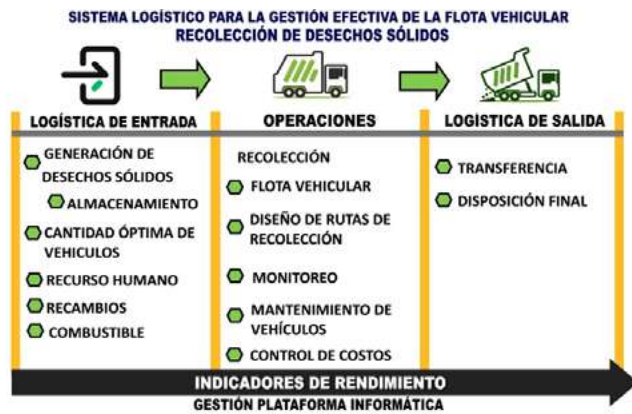 SISTEMA LOGÍSTICO PARA LA GESTIÓN EFECTIVA DE LA FLOTA VEHICULAR
RECOLECCIÓN DE DESECHOS SÓLIDOS
LOGÍSTICA DE ENTRADA
GENERACIÓN DE
DESECHOS SÓLIDOS
ALMACENAMIENTO
CANTIDAD ÓPTIMA DE
VEHICULOS
RECURSO HUMANO
RECAMBIOS
COMBUSTIBLE
OPERACIONES
RECOLECCIÓN
FLOTA VEHICULAR
DISEÑO DE RUTAS DE
RECOLECCIÓN
MONITOREO
MANTENIMIENTO DE
VEHÍCULOS
CONTROL DE COSTOS
LOGÍSTICA DE SALIDA
TRANSFERENCIA
DISPOSICIÓN FINAL
INDICADORES DE RENDIMIENTO
GESTIÓN PLATAFORMA INFORMÁTICA